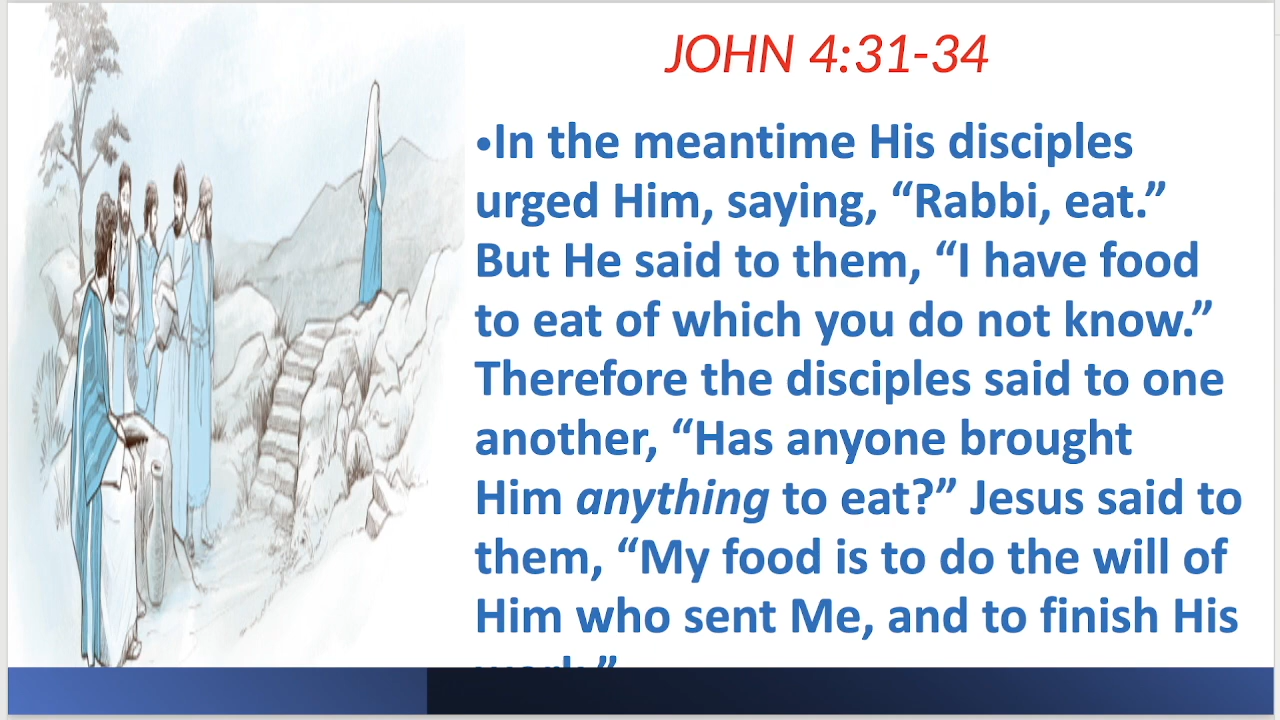 JOHN 4:31-34
•In the meantime His disciples
urged Him, saying, “Rabbi, eat.”
But He said to them, “I have food
to eat of which you do not know.”
Therefore the disciples said to one
another, “Has anyone brought
Him anything to eat?” Jesus said to
them, “My food is to do the will of
Him who sent Me, and to finish His
work.”